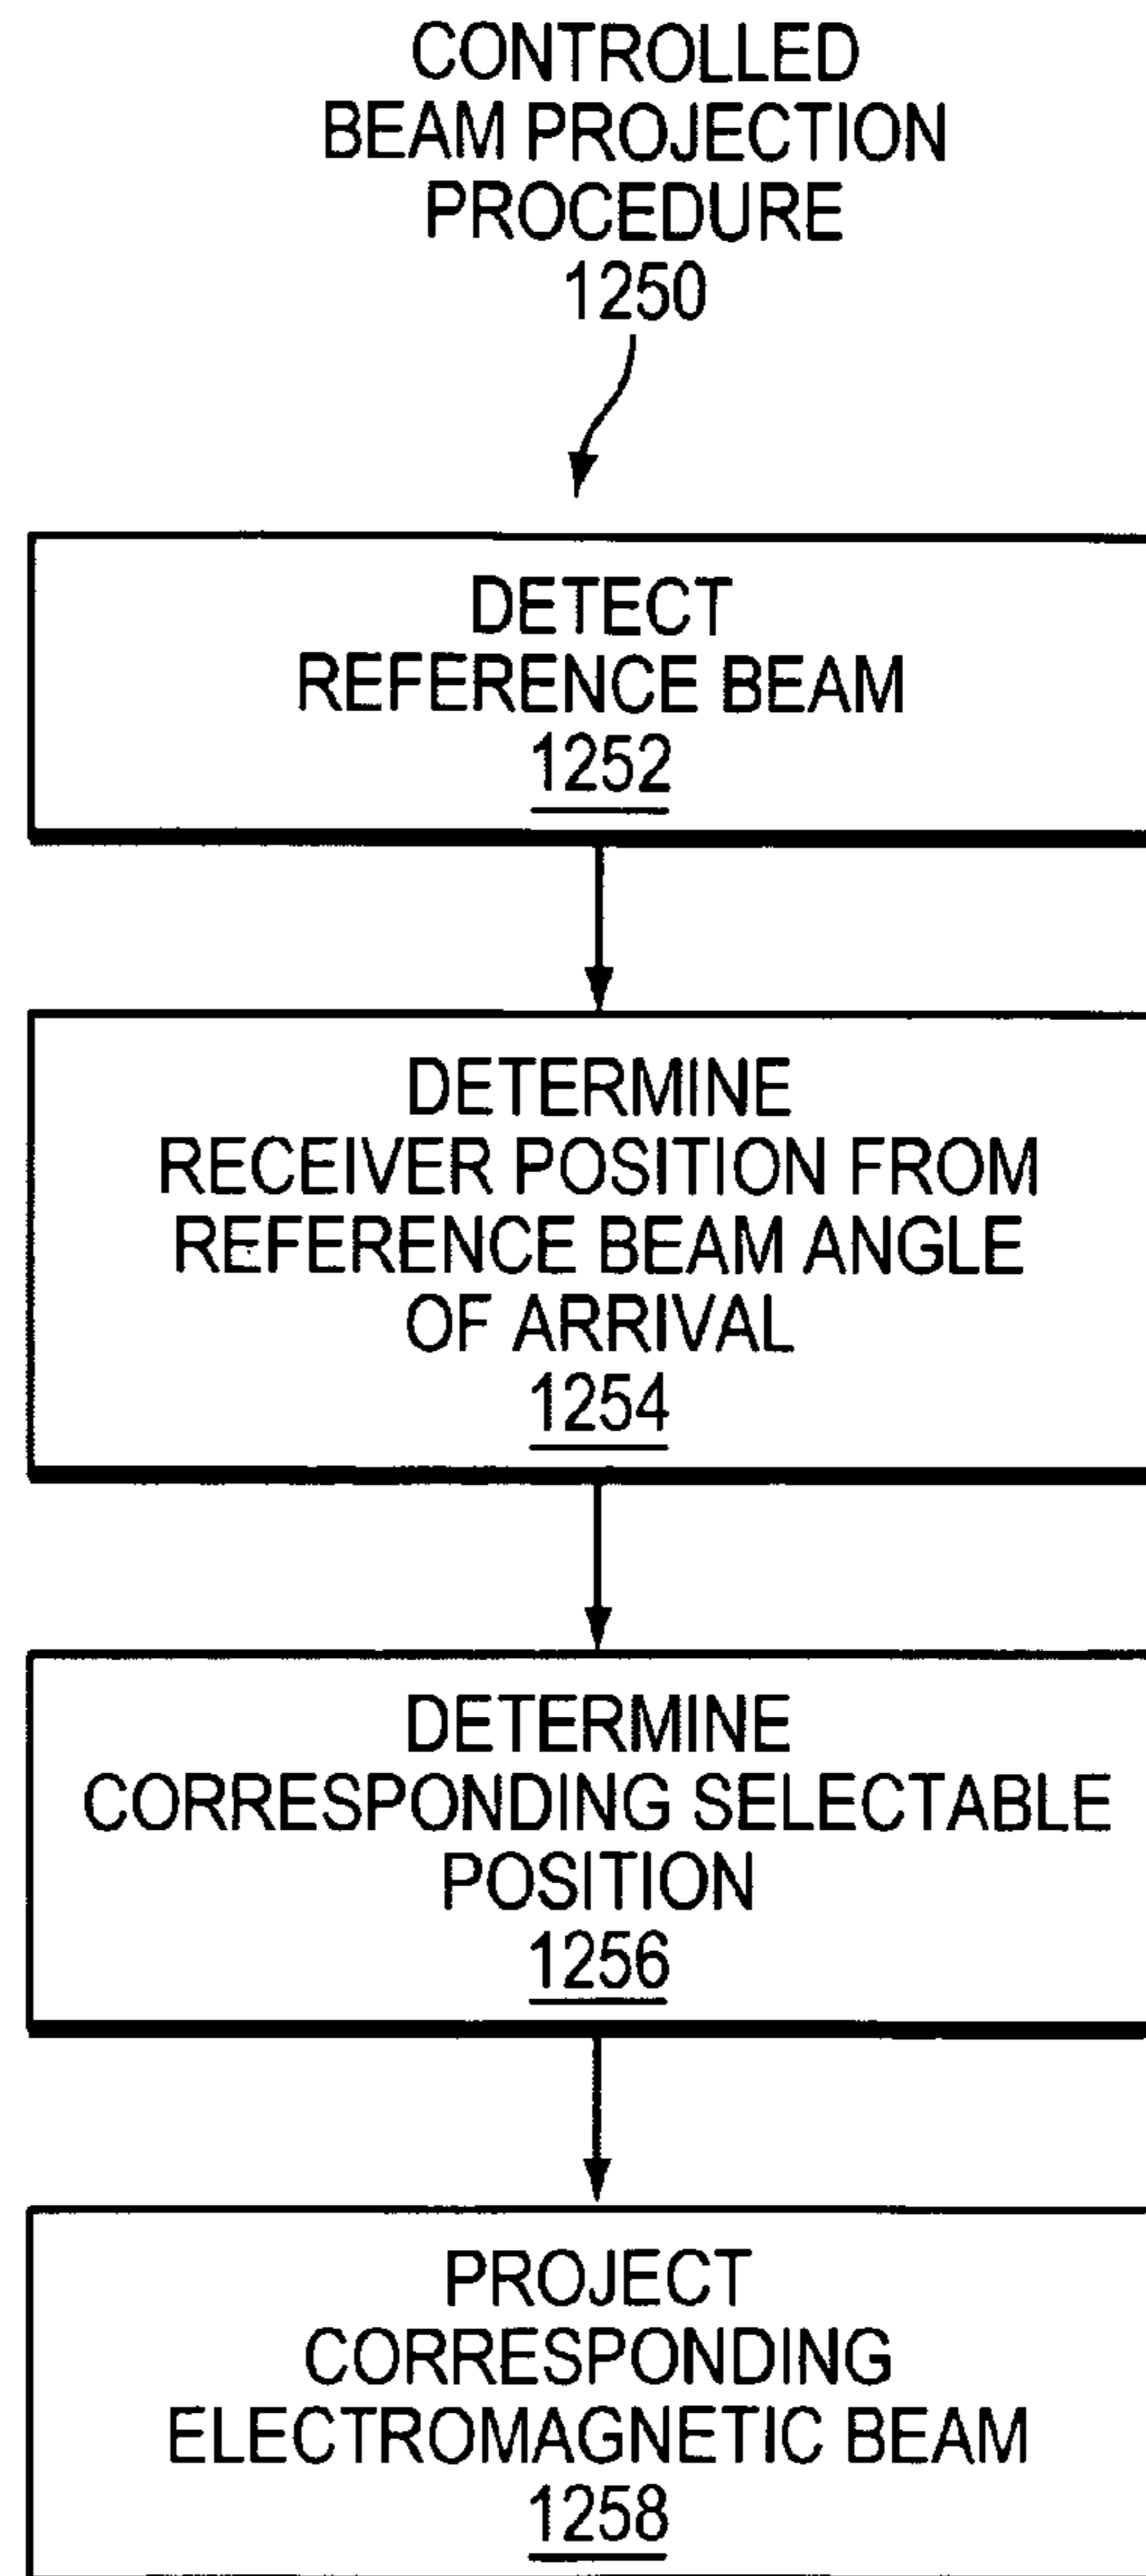 CONTROLLED
BEAM PROJECTION
PROCEDURE
1250
DETECT
REFERENCE BEAM
1252
DETERMINE
RECEIVER POSITION FROM
REFERENCE BEAM ANGLE
OF ARRIVAL
1254
DETERMINE
CORRESPONDING SELECTABLE
POSITION
1256
PROJECT
CORRESPONDING
ELECTROMAGNETIC BEAM
1258